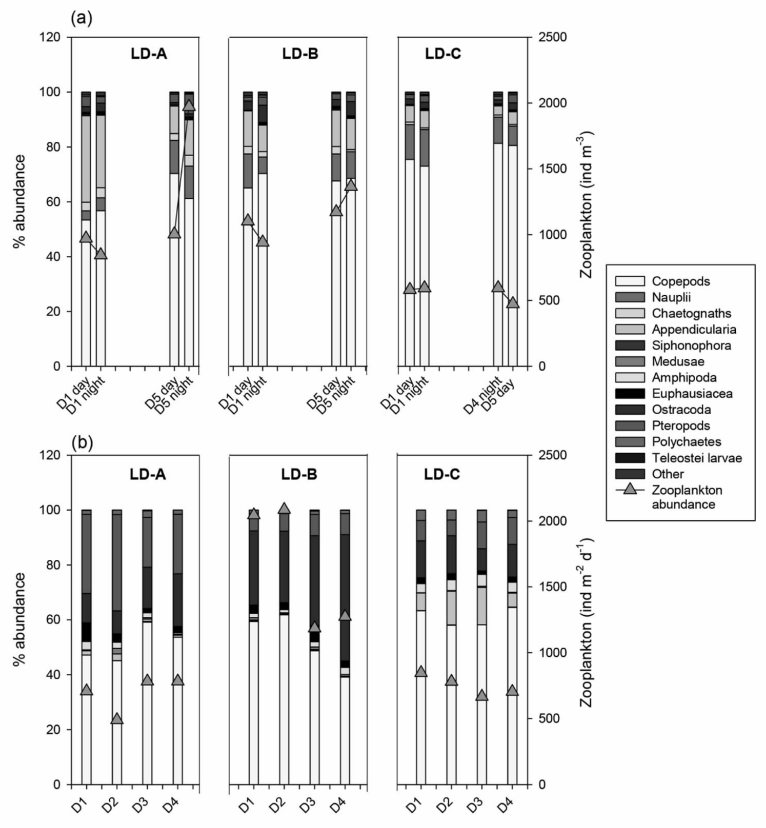 (a)
LD-A
LD-B
LD-C
120
100
80
60
40
20
0
% abundance
2500
2000
1500
1000
500
0
Zooplankton (ind m⁻³)
D1 day
D1 night
D5 day
D5 night
D1 day
D1 night
D5 day
D5 night
D1 day
D1 night
D4 night
D5 day
Copepods
Nauplii
Chaetognaths
Appendicularia
Siphonophora
Medusae
Amphipoda
Euphausiacea
Ostracoda
Pteropods
Polychaetes
Teleostei larvae
Other
Zooplankton
abundance
(b)
LD-A
LD-B
LD-C
120
100
80
60
40
20
0
% abundance
2500
2000
1500
1000
500
0
Zooplankton (ind m⁻² d⁻¹)
D1
D2
D3
D4
D1
D2
D3
D4
D1
D2
D3
D4